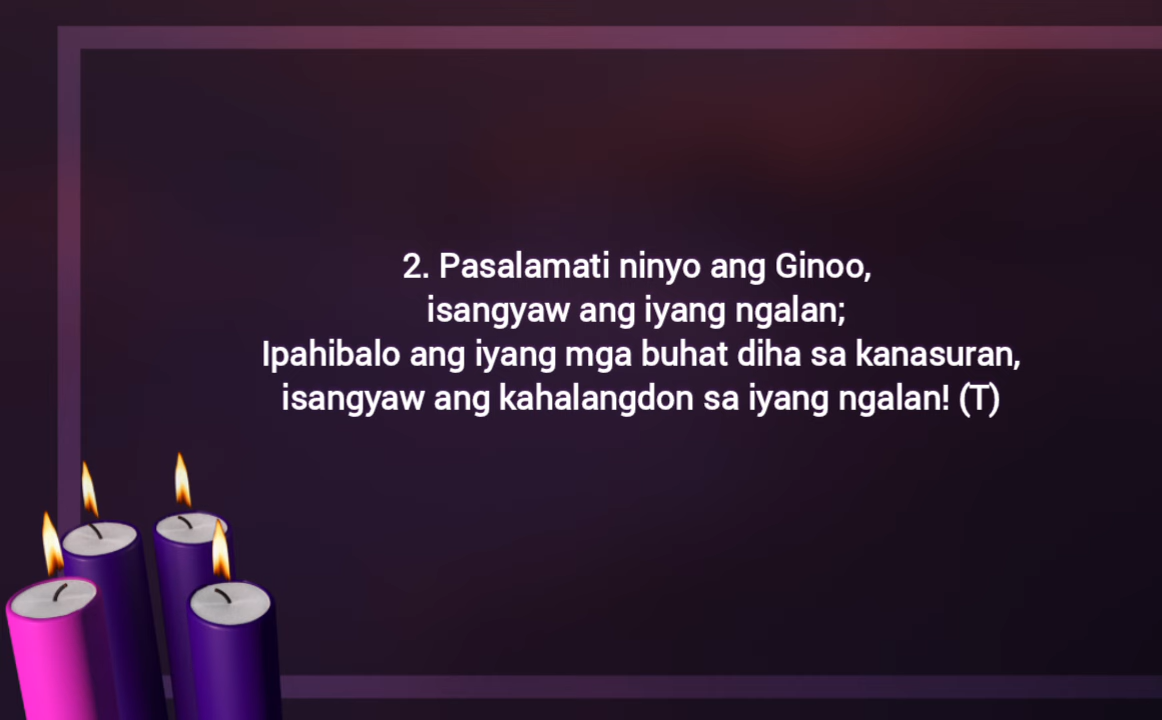 2. Pasalamati ninyo ang Ginoo,
isangyaw ang iyang ngalan;
Ipahibalo ang iyang mga buhat diha sa kanasuran,
isangyaw ang kahalangdon sa iyang ngalan! (T)